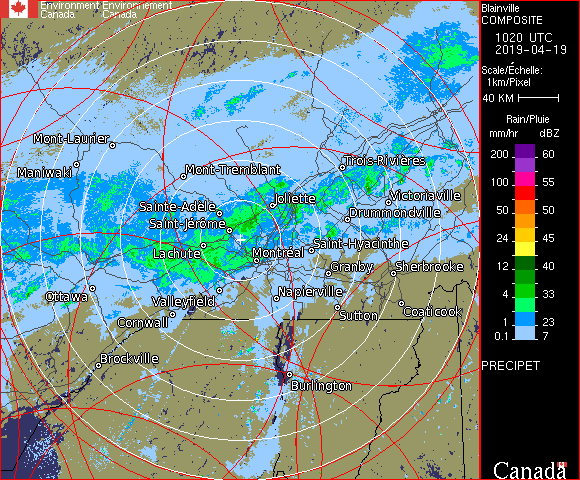 Environment Environnement
Canada Canada
Blainville
COMPOSITE
1020 UTC
2019-04-19
Scale/Échelle:
1km/Pixel
40 KM
Rain/Pluie
mm/hr dBZ
200 60
100 55
50 50
24 45
12 40
4 33
1 23
0.1 7
PRECIPET
Canada
Mont-Laurier
Maniwaki
Mont-Tremblant
Trois-Rivières
Joliette
Victoriaville
Sainte-Adèle
Drummondville
Saint-Jérôme
Lachute
Montréal
Saint-Hyacinthe
Granby
Sherbrooke
Ottawa
Valleyfield
Napierville
Cornwall
Sutton
Coaticook
Brockville
Burlington